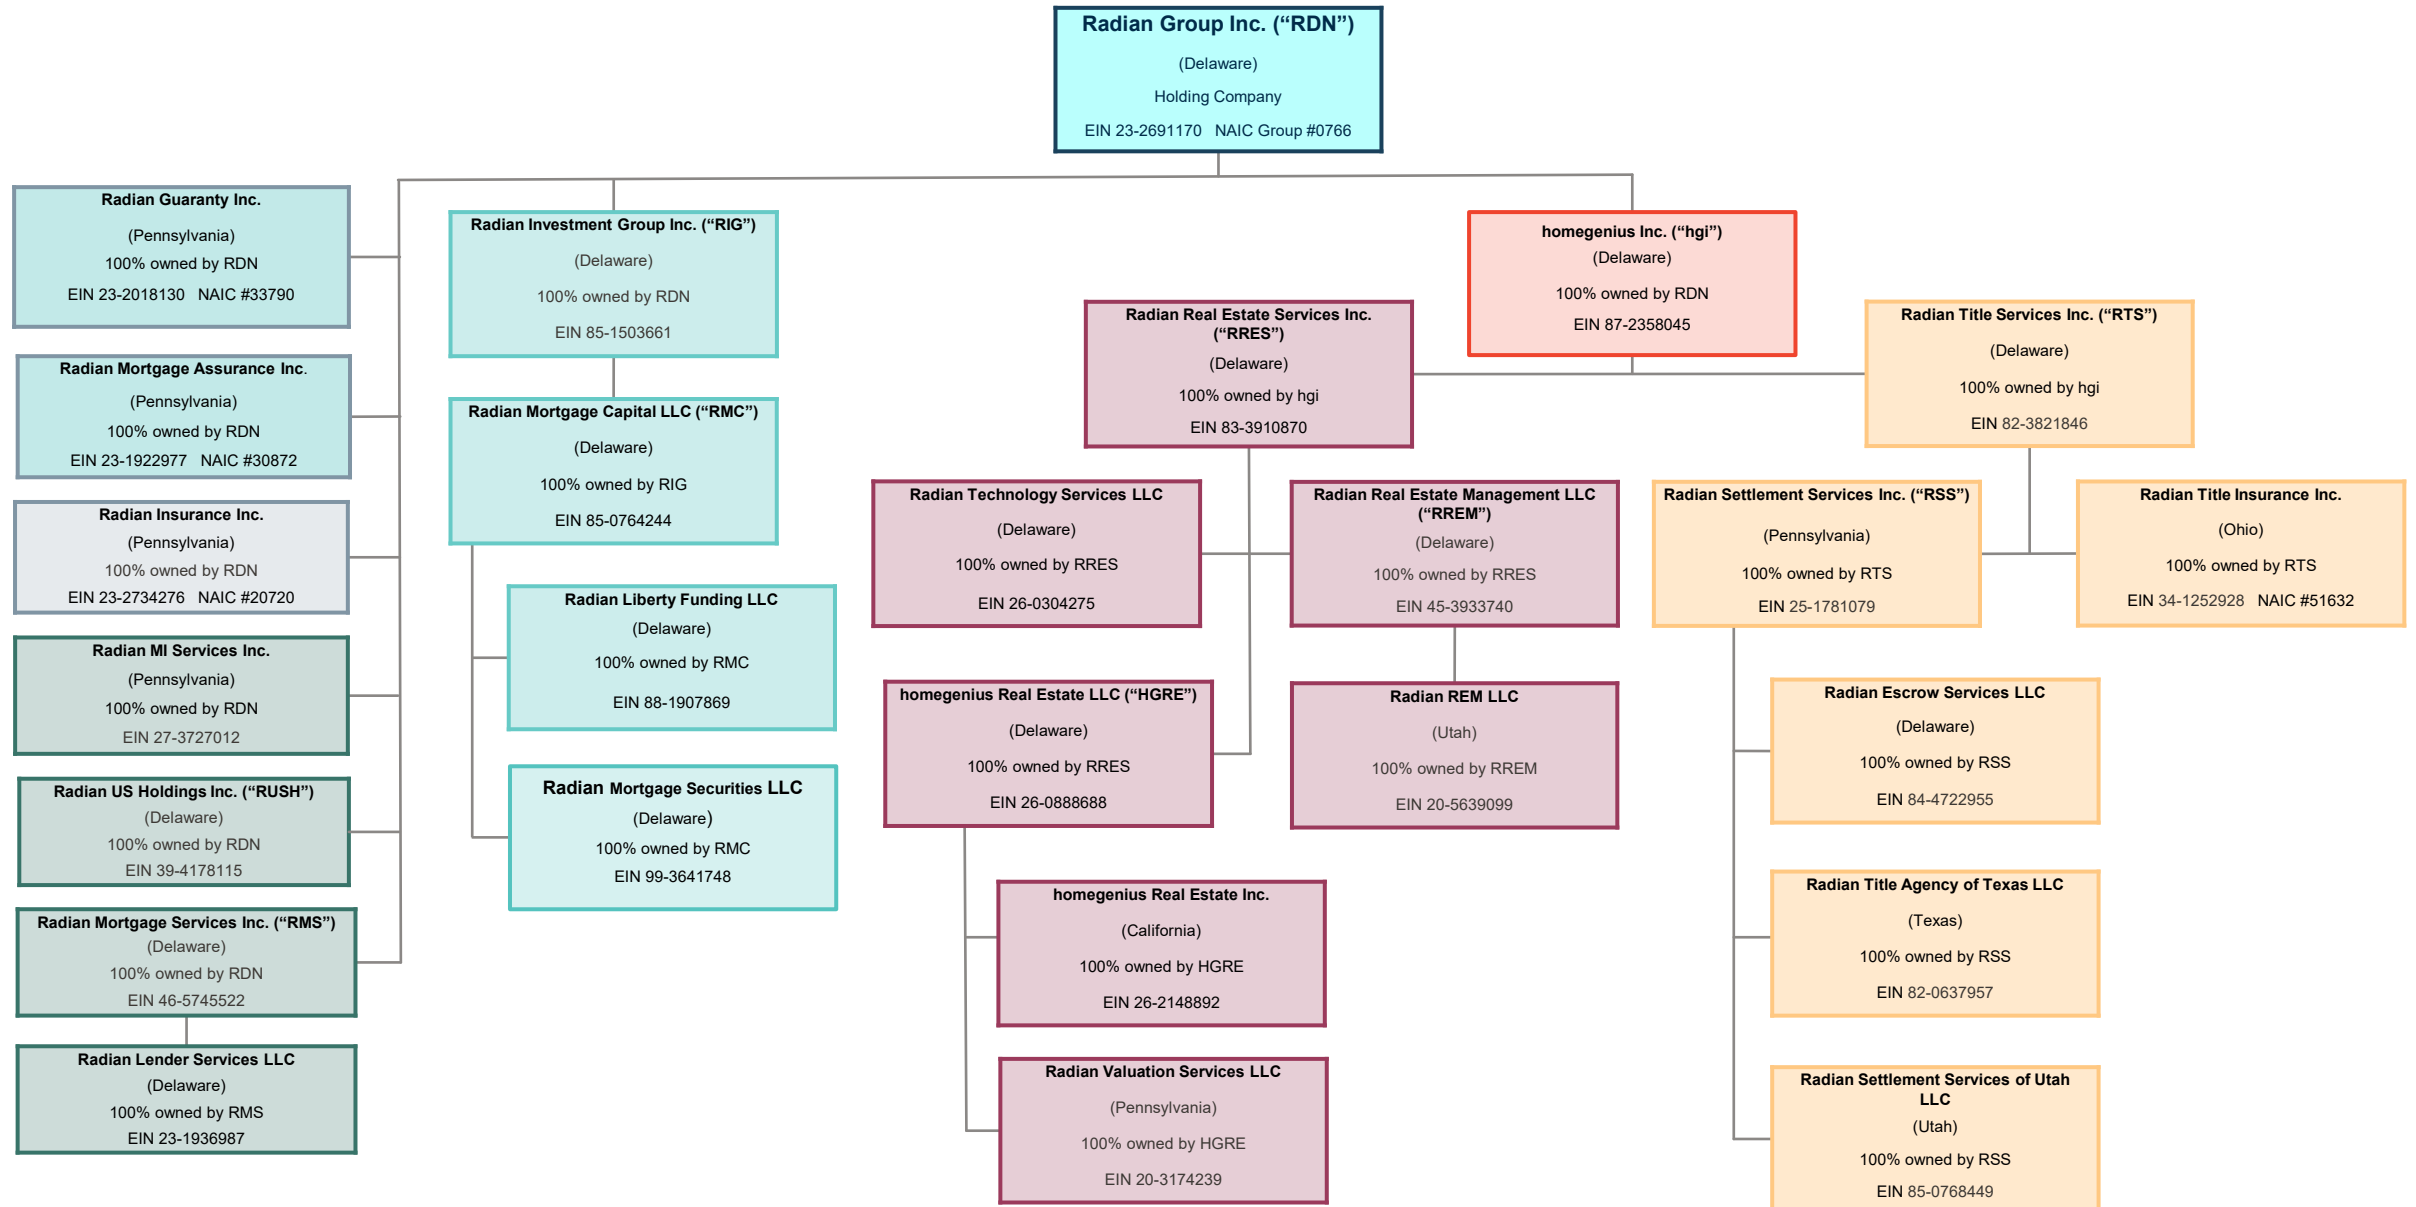 Radian Group Inc. (“RDN”)
(Delaware)
Holding Company
EIN 23-2691170   NAIC Group #0766
Radian Guaranty Inc.
(Pennsylvania)
100% owned by RDN
EIN 23-2018130   NAIC #33790
Radian Mortgage Assurance Inc.
(Pennsylvania)
100% owned by RDN
EIN 23-1922977   NAIC #30872
Radian Insurance Inc.
(Pennsylvania)
100% owned by RDN
EIN 23-2734276   NAIC #20720
Radian MI Services Inc.
(Pennsylvania)
100% owned by RDN
EIN 27-3727012
Radian US Holdings Inc. (“RUSH”)
(Delaware)
100% owned by RDN
EIN 39-4178115
Radian Mortgage Services Inc. (“RMS”)
(Delaware)
100% owned by RDN
EIN 46-5745522
Radian Lender Services LLC
(Delaware)
100% owned by RMS
EIN 23-1936987
Radian Investment Group Inc. (“RIG”)
(Delaware)
100% owned by RDN
EIN 85-1503661
Radian Mortgage Capital LLC (“RMC”)
(Delaware)
100% owned by RIG
EIN 85-0764244
Radian Liberty Funding LLC
(Delaware)
100% owned by RMC
EIN 88-1907869
Radian Mortgage Securities LLC
(Delaware)
100% owned by RMC
EIN 99-3641748
homegenius Inc. (“hgi”)
(Delaware)
100% owned by RDN
EIN 87-2358045
Radian Real Estate Services Inc.
(“RRES”)
(Delaware)
100% owned by hgi
EIN 83-3910870
Radian Technology Services LLC
(Delaware)
100% owned by RRES
EIN 26-0304275
Radian Real Estate Management LLC
(“RREM”)
(Delaware)
100% owned by RRES
EIN 45-3933740
homegenius Real Estate LLC (“HGRE”)
(Delaware)
100% owned by RRES
EIN 26-0888688
Radian REM LLC
(Utah)
100% owned by RREM
EIN 20-5639099
homegenius Real Estate Inc.
(California)
100% owned by HGRE
EIN 26-2148892
Radian Valuation Services LLC
(Pennsylvania)
100% owned by HGRE
EIN 20-3174239
Radian Title Services Inc. (“RTS”)
(Delaware)
100% owned by hgi
EIN 82-3821846
Radian Settlement Services Inc. (“RSS”)
(Pennsylvania)
100% owned by RTS
EIN 25-1781079
Radian Title Insurance Inc.
(Ohio)
100% owned by RTS
EIN 34-1252928   NAIC #51632
Radian Escrow Services LLC
(Delaware)
100% owned by RSS
EIN 84-4722955
Radian Title Agency of Texas LLC
(Texas)
100% owned by RSS
EIN 82-0637957
Radian Settlement Services of Utah
LLC
(Utah)
100% owned by RSS
EIN 85-0768449